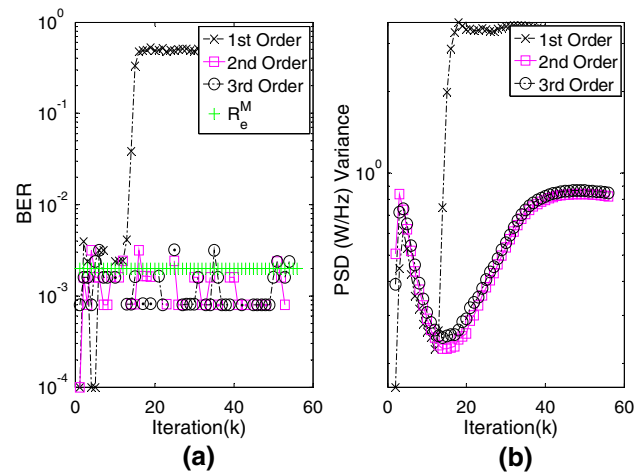 10^0
10^-1
10^-2
10^-3
10^-4
BER
1st Order
2nd Order
3rd Order
R_e^M
0
20
40
60
Iteration(k)
(a)
PSD (W/Hz) Variance
10^0
1st Order
2nd Order
3rd Order
0
20
40
60
Iteration(k)
(b)